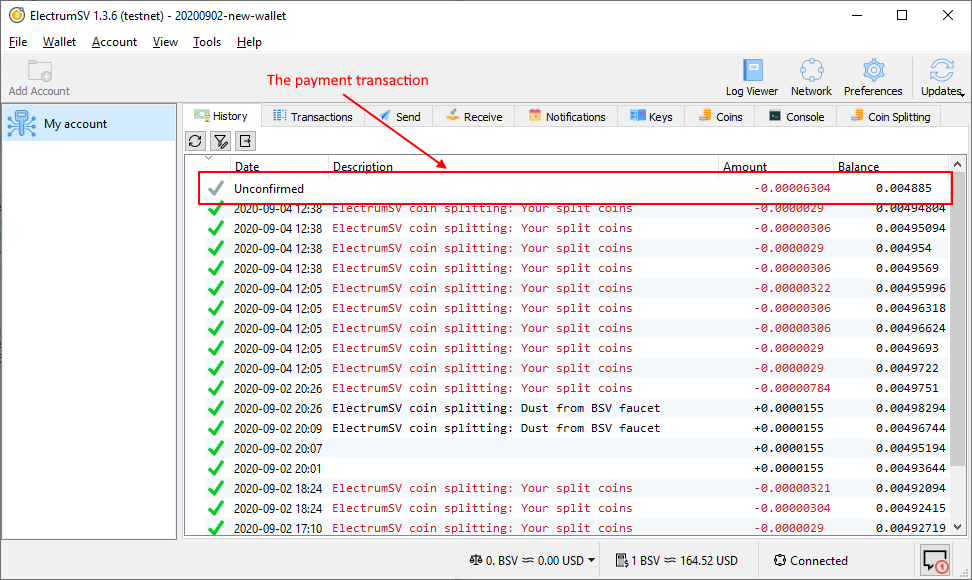 ElectrumSV 1.3.6 (testnet) - 20200902-new-wallet
File Wallet Account View Tools Help
The payment transaction
Add Account Log Viewer Network Preferences Updates
My account
History Transactions Send Receive Notifications Keys Coins Console Coin Splitting
Date Description Amount Balance
Unconfirmed -0.00006304 0.004885
2020-09-04 12:38 ElectrumSV coin splitting: Your split coins -0.0000029 0.00494804
2020-09-04 12:38 ElectrumSV coin splitting: Your split coins -0.00000306 0.00495094
2020-09-04 12:38 ElectrumSV coin splitting: Your split coins -0.0000029 0.004954
2020-09-04 12:38 ElectrumSV coin splitting: Your split coins -0.00000306 0.0049569
2020-09-04 12:05 ElectrumSV coin splitting: Your split coins -0.00000322 0.00495996
2020-09-04 12:05 ElectrumSV coin splitting: Your split coins -0.00000306 0.00496318
2020-09-04 12:05 ElectrumSV coin splitting: Your split coins -0.00000306 0.00496624
2020-09-04 12:05 ElectrumSV coin splitting: Your split coins -0.0000029 0.0049693
2020-09-04 12:05 ElectrumSV coin splitting: Your split coins -0.0000029 0.0049722
2020-09-02 20:26 ElectrumSV coin splitting: Your split coins -0.00000784 0.0049751
2020-09-02 20:26 ElectrumSV coin splitting: Dust from BSV faucet +0.0000155 0.00498294
2020-09-02 20:09 ElectrumSV coin splitting: Dust from BSV faucet +0.0000155 0.00496744
2020-09-02 20:07 +0.0000155 0.00495194
2020-09-02 20:01 +0.0000155 0.00493644
2020-09-02 18:24 ElectrumSV coin splitting: Your split coins -0.00000321 0.00492094
2020-09-02 18:24 ElectrumSV coin splitting: Your split coins -0.00000304 0.00492415
2020-09-02 17:10 ElectrumSV coin splitting: Your split coins -0.0000029 0.00492719
0. BSV ≈ 0.00 USD 1 BSV ≈ 164.52 USD Connected 1